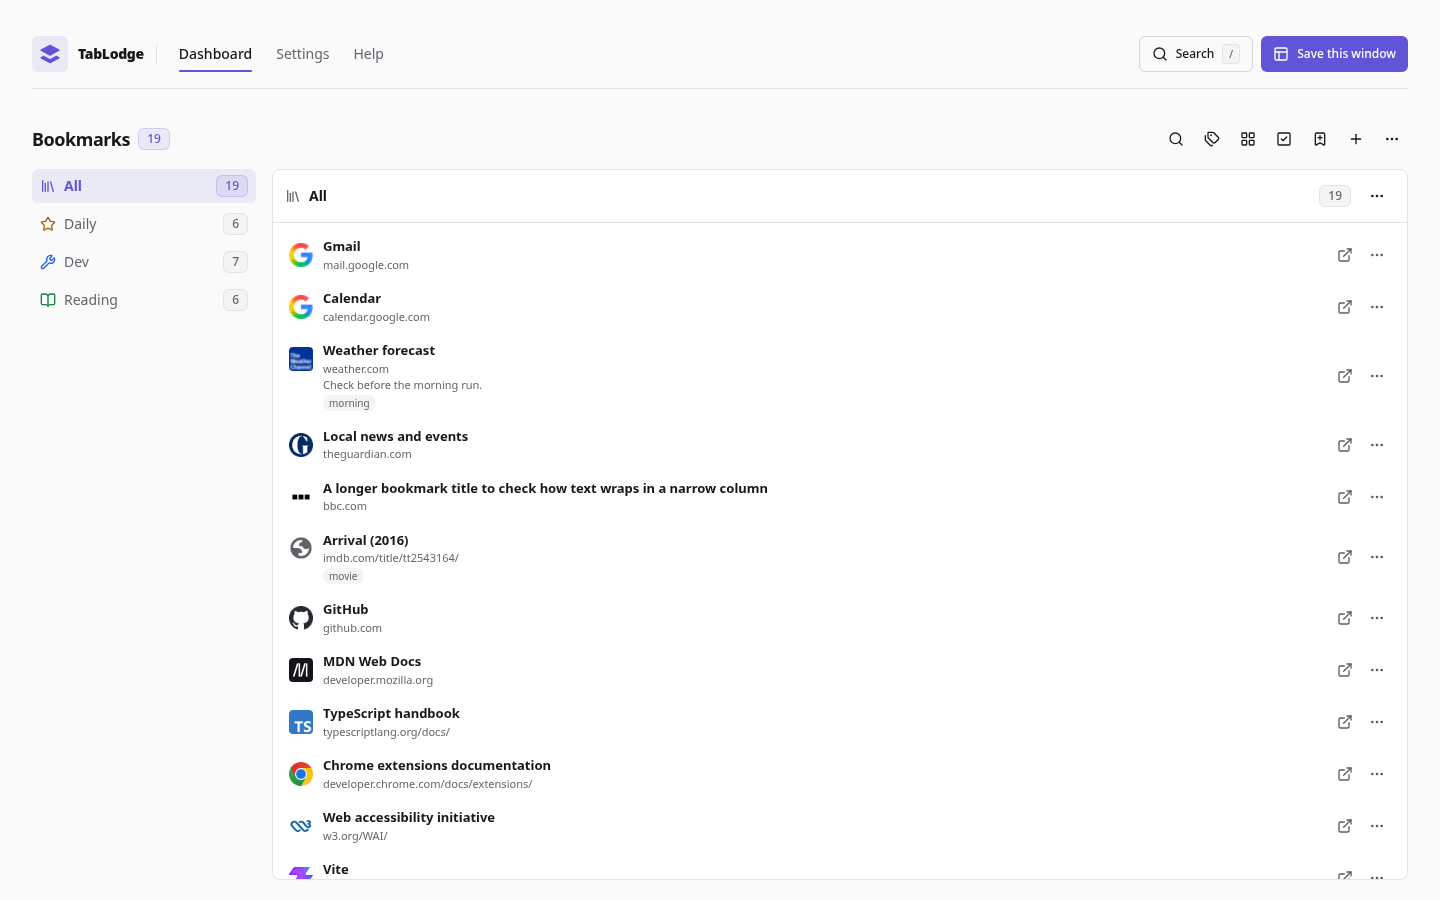 TabLodge
Dashboard
Settings
Help
Search /
Save this window
Bookmarks 19
All 19
Daily 6
Dev 7
Reading 6
All 19
Gmail
mail.google.com
Calendar
calendar.google.com
The
Weather
Channel
Weather forecast
weather.com
Check before the morning run.
morning
Local news and events
theguardian.com
A longer bookmark title to check how text wraps in a narrow column
bbc.com
Arrival (2016)
imdb.com/title/tt2543164/
movie
GitHub
github.com
MDN Web Docs
developer.mozilla.org
TS
TypeScript handbook
typescriptlang.org/docs/
Chrome extensions documentation
developer.chrome.com/docs/extensions/
Web accessibility initiative
w3.org/WAI/
Vite